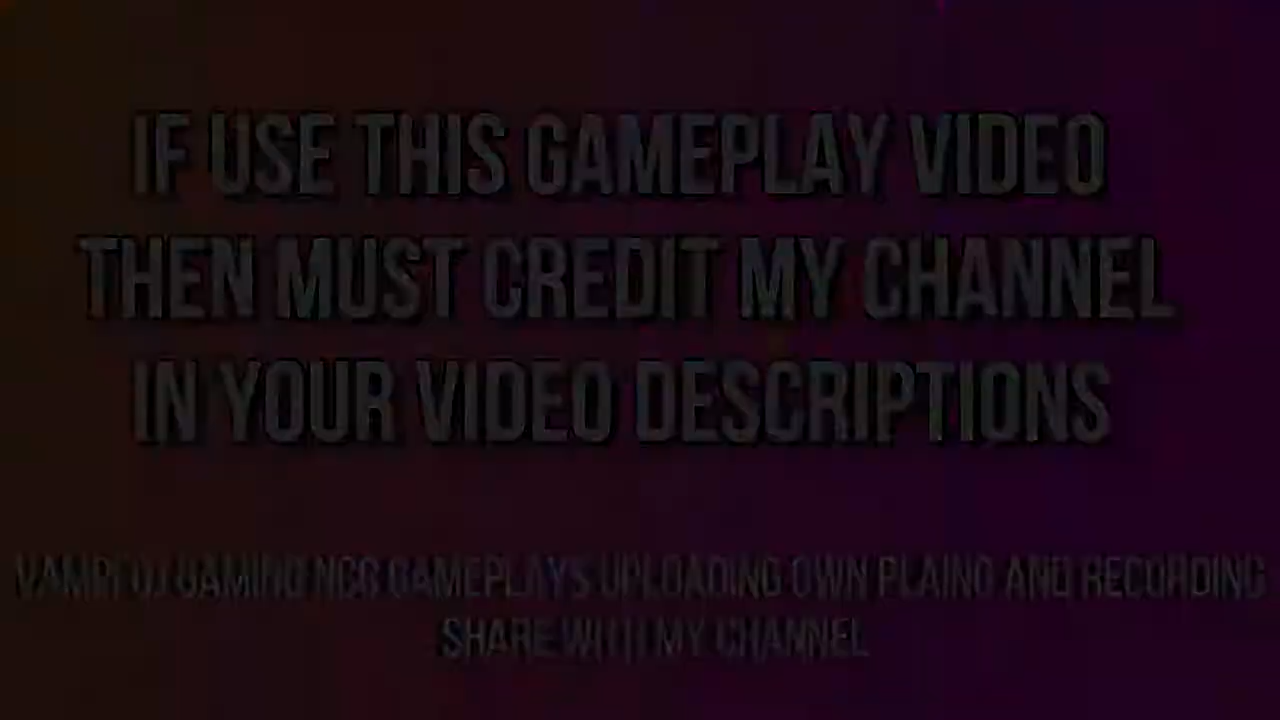 IF USE THIS GAMEPLAY VIDEO
THEN MUST CREDIT MY CHANNEL
IN YOUR VIDEO DESCRIPTIONS
GAMING NCG GAMEPLAYS UPLOADING OWN PLAING AND RECORDING
SHARE WITH MY CHANNEL